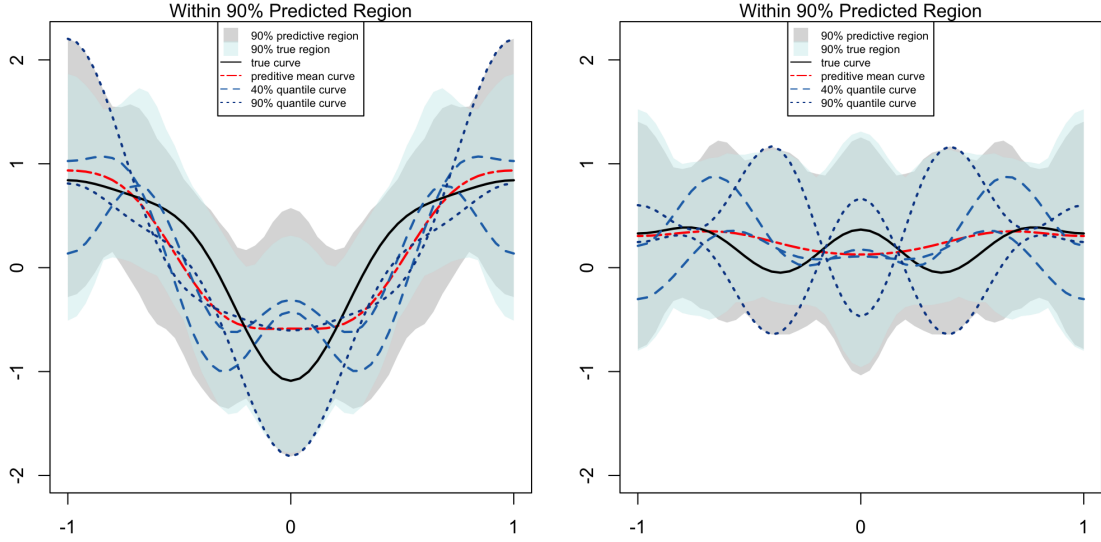 Within 90% Predicted Region
90% predictive region
90% true region
true curve
preditive mean curve
40% quantile curve
90% quantile curve
2
1
0
-1
-2
-1
0
1
Within 90% Predicted Region
90% predictive region
90% true region
true curve
preditive mean curve
40% quantile curve
90% quantile curve
2
1
0
-1
-2
-1
0
1